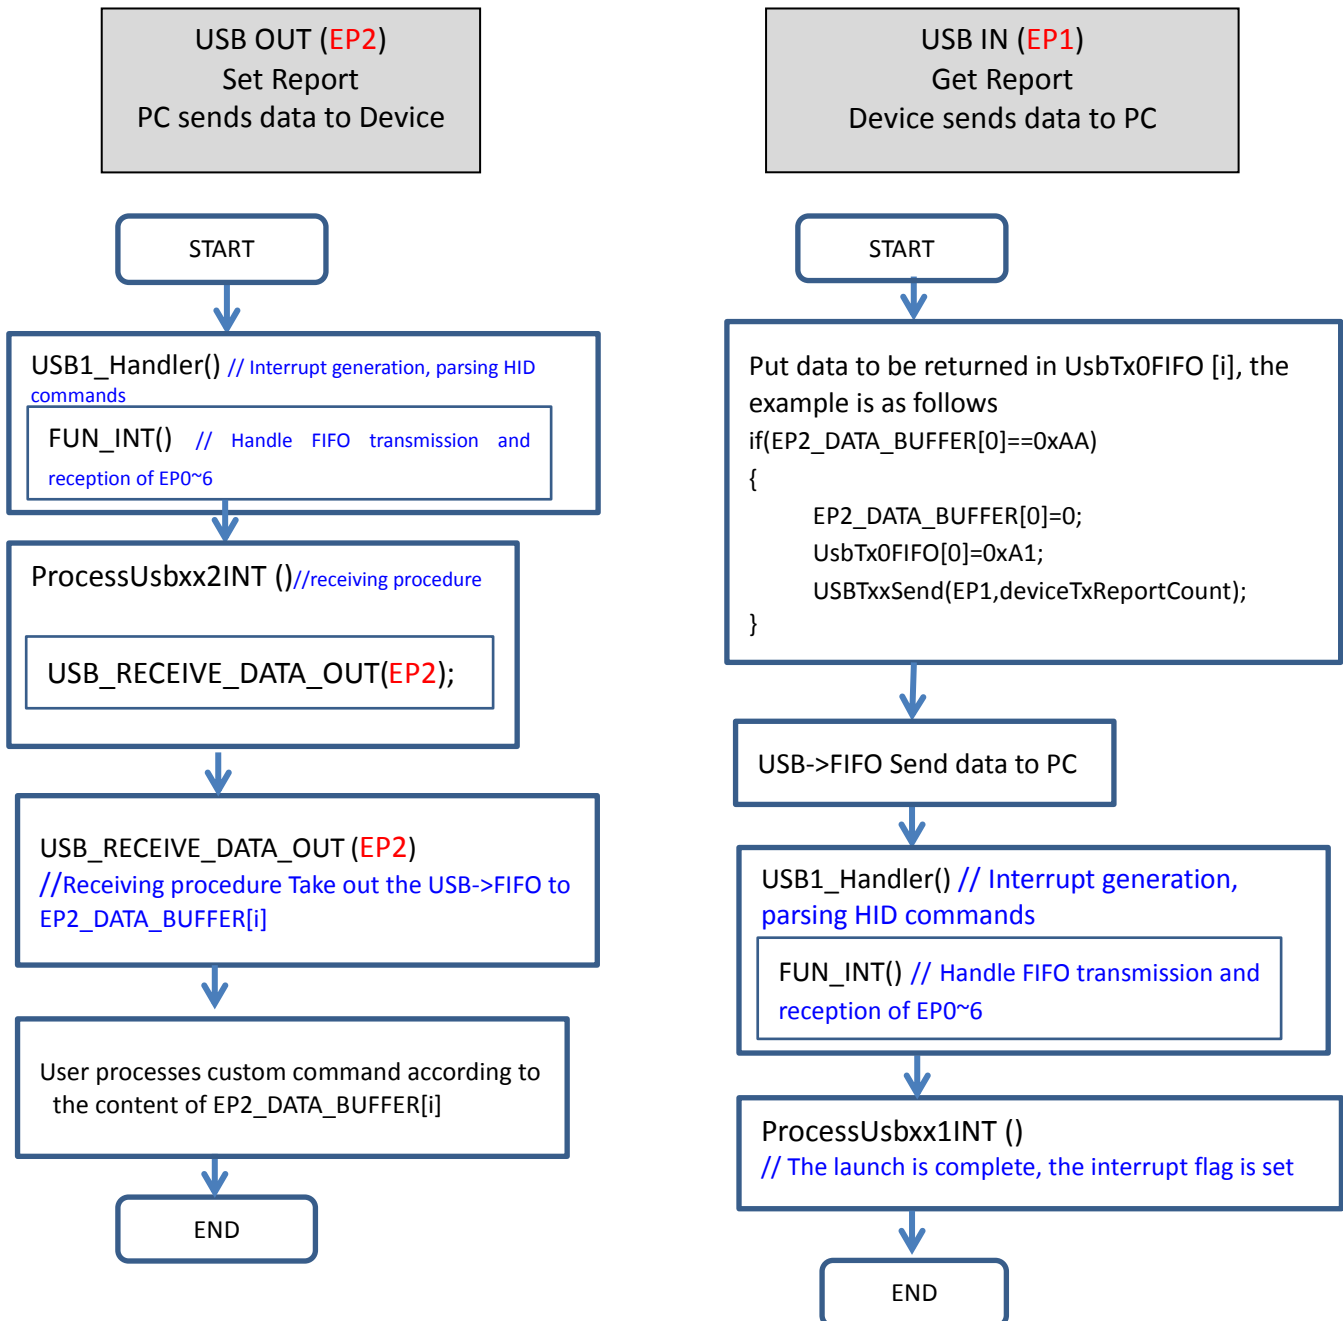 USB OUT (EP2)
Set Report
PC sends data to Device
START
USB1_Handler() // Interrupt generation, parsing HID
commands
FUN_INT() // Handle FIFO transmission and
reception of EP0~6
ProcessUsbxx2INT ()//receiving procedure
USB_RECEIVE_DATA_OUT(EP2);
USB_RECEIVE_DATA_OUT (EP2)
//Receiving procedure Take out the USB->FIFO to
EP2_DATA_BUFFER[i]
User processes custom command according to
the content of EP2_DATA_BUFFER[i]
END
USB IN (EP1)
Get Report
Device sends data to PC
START
Put data to be returned in UsbTx0FIFO [i], the
example is as follows
if(EP2_DATA_BUFFER[0]==0xAA)
{
EP2_DATA_BUFFER[0]=0;
UsbTx0FIFO[0]=0xA1;
USBTxxSend(EP1,deviceTxReportCount);
}
USB->FIFO Send data to PC
USB1_Handler() // Interrupt generation,
parsing HID commands
FUN_INT() // Handle FIFO transmission and
reception of EP0~6
ProcessUsbxx1INT ()
// The launch is complete, the interrupt flag is set
END